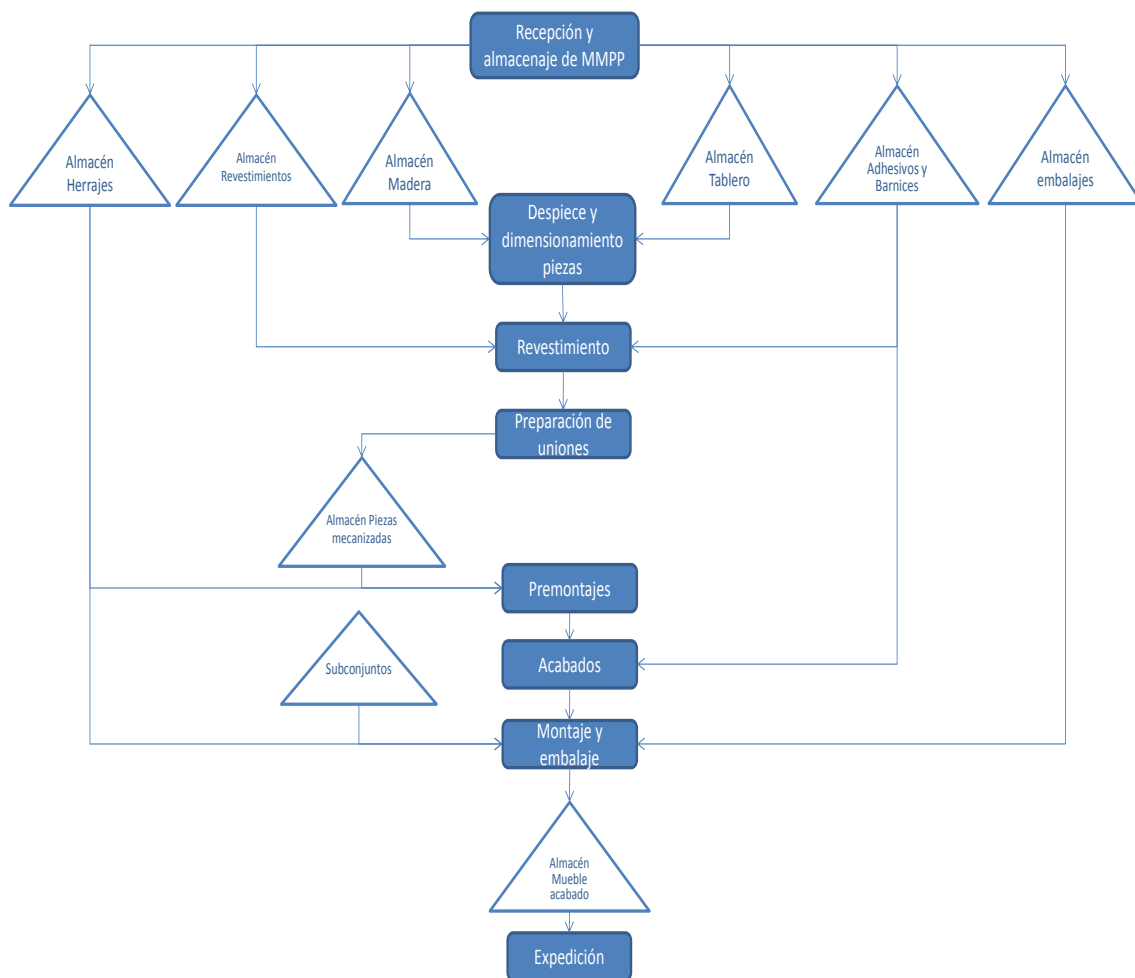 Recepción y
almacenaje de MMPP
Almacén
Herrajes
Almacén
Revestimientos
Almacén
Madera
Almacén
Tablero
Almacén
Adhesivos y
Barnices
Almacén
embalajes
Despiece y
dimensionamiento
piezas
Revestimiento
Preparación de
uniones
Almacén Piezas
mecanizadas
Premontajes
Subconjuntos
Acabados
Montaje y
embalaje
Almacén
Mueble
acabado
Expedición